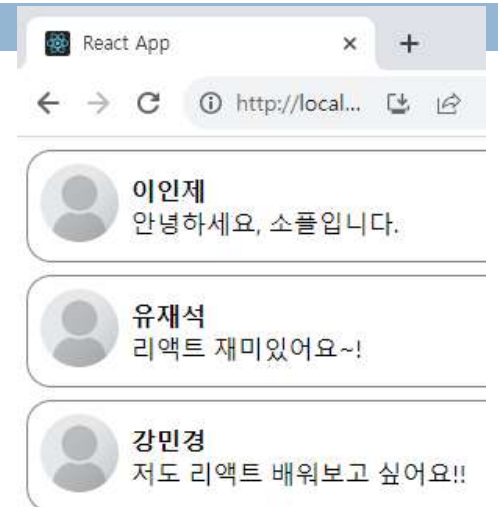 React App
http://local...
이인제
안녕하세요, 소플입니다.
유재석
리액트 재미있어요~!
강민경
저도 리액트 배워보고 싶어요!!